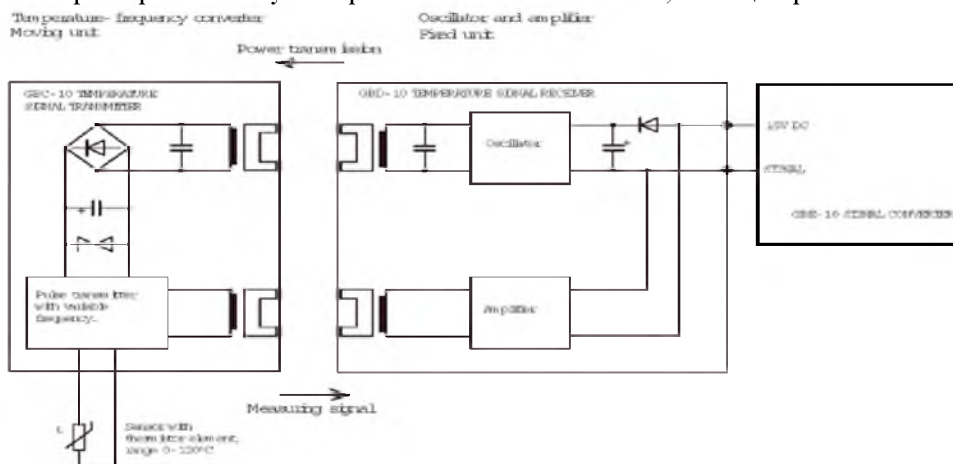 Temperature- frequency converter
Moving unit
Oscillator and amplifier
Fixed unit
Power transmission
GBC-10 TEMPERATURE
SIGNAL TRANSMITTER
GBD-10 TEMPERATURE SIGNAL RECEIVER
Oscillator
15V DC
SIGNAL
SIGNAL CONVERTER
Pulse transmitter
with variable
frequency.
Amplifier
Measuring signal
Sensor with
thermistor element,
range 0-120°C